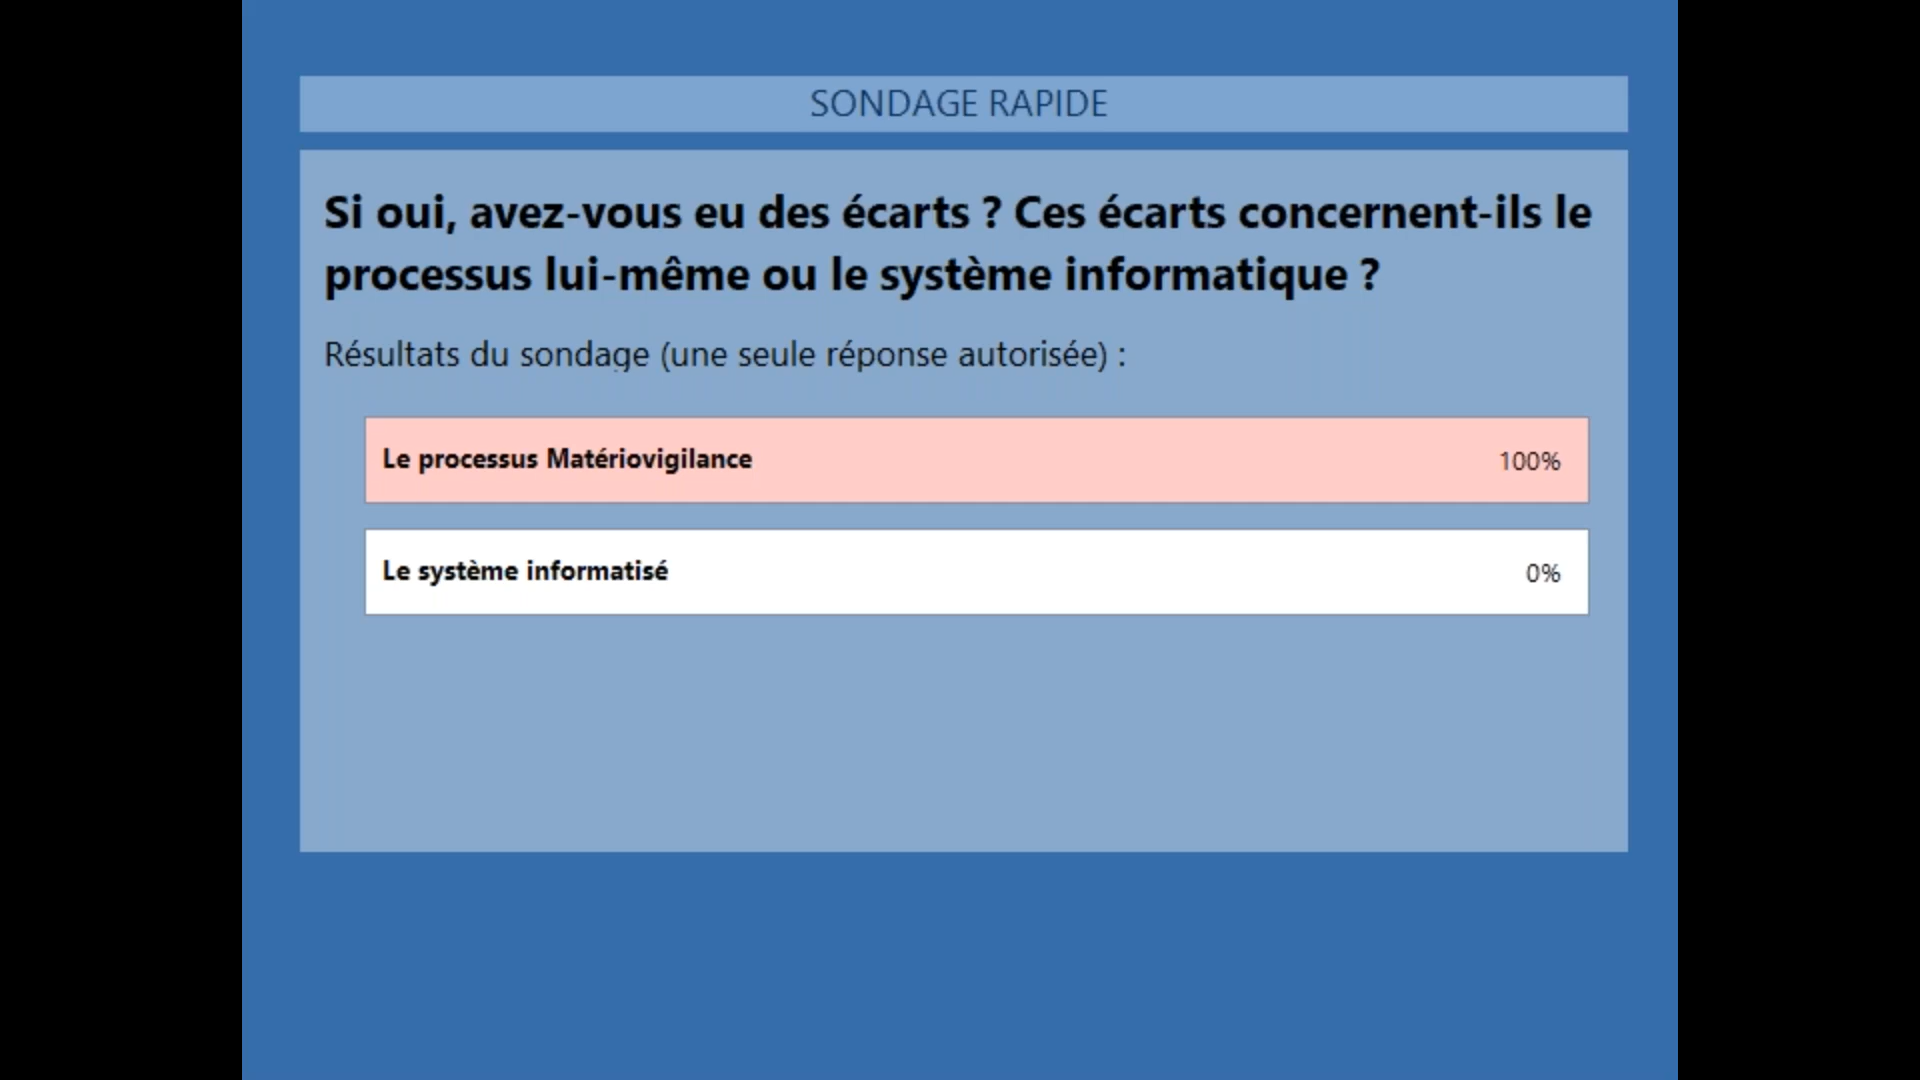 SONDAGE RAPIDE
Si oui, avez-vous eu des écarts ? Ces écarts concernent-ils le
processus lui-même ou le système informatique ?
Résultats du sondage (une seule réponse autorisée) :
Le processus Matériovigilance 100%
Le système informatisé 0%